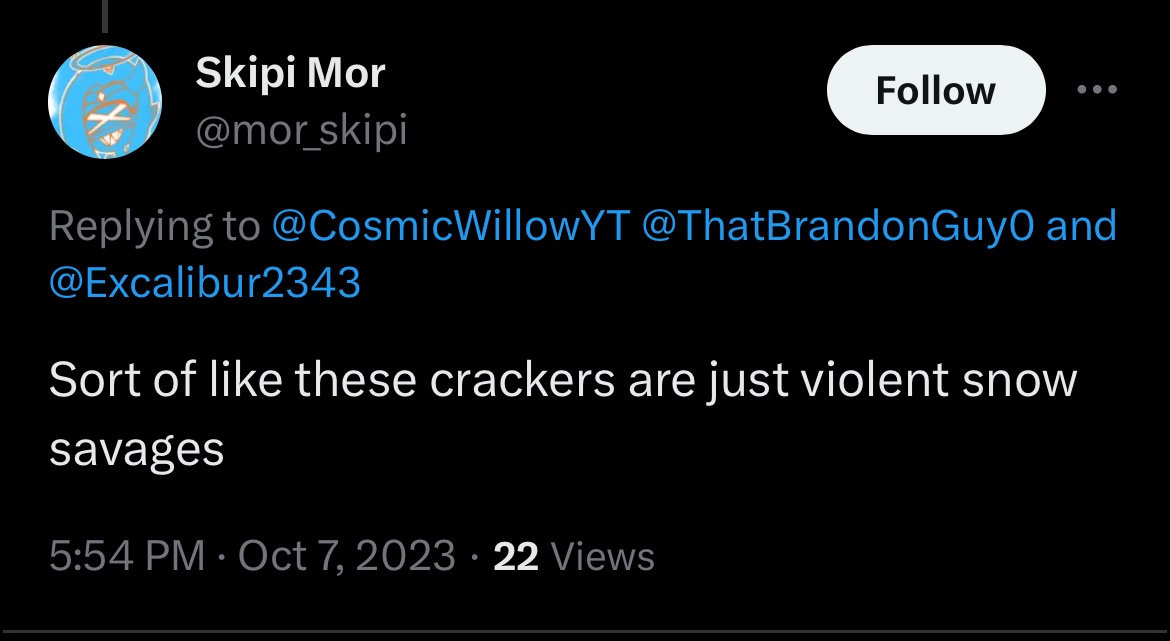 Skipi Mor
@mor_skipi
Follow
Replying to @CosmicWillowYT @ThatBrandonGuy0 and
@Excalibur2343
Sort of like these crackers are just violent snow
savages
5:54 PM · Oct 7, 2023 · 22 Views